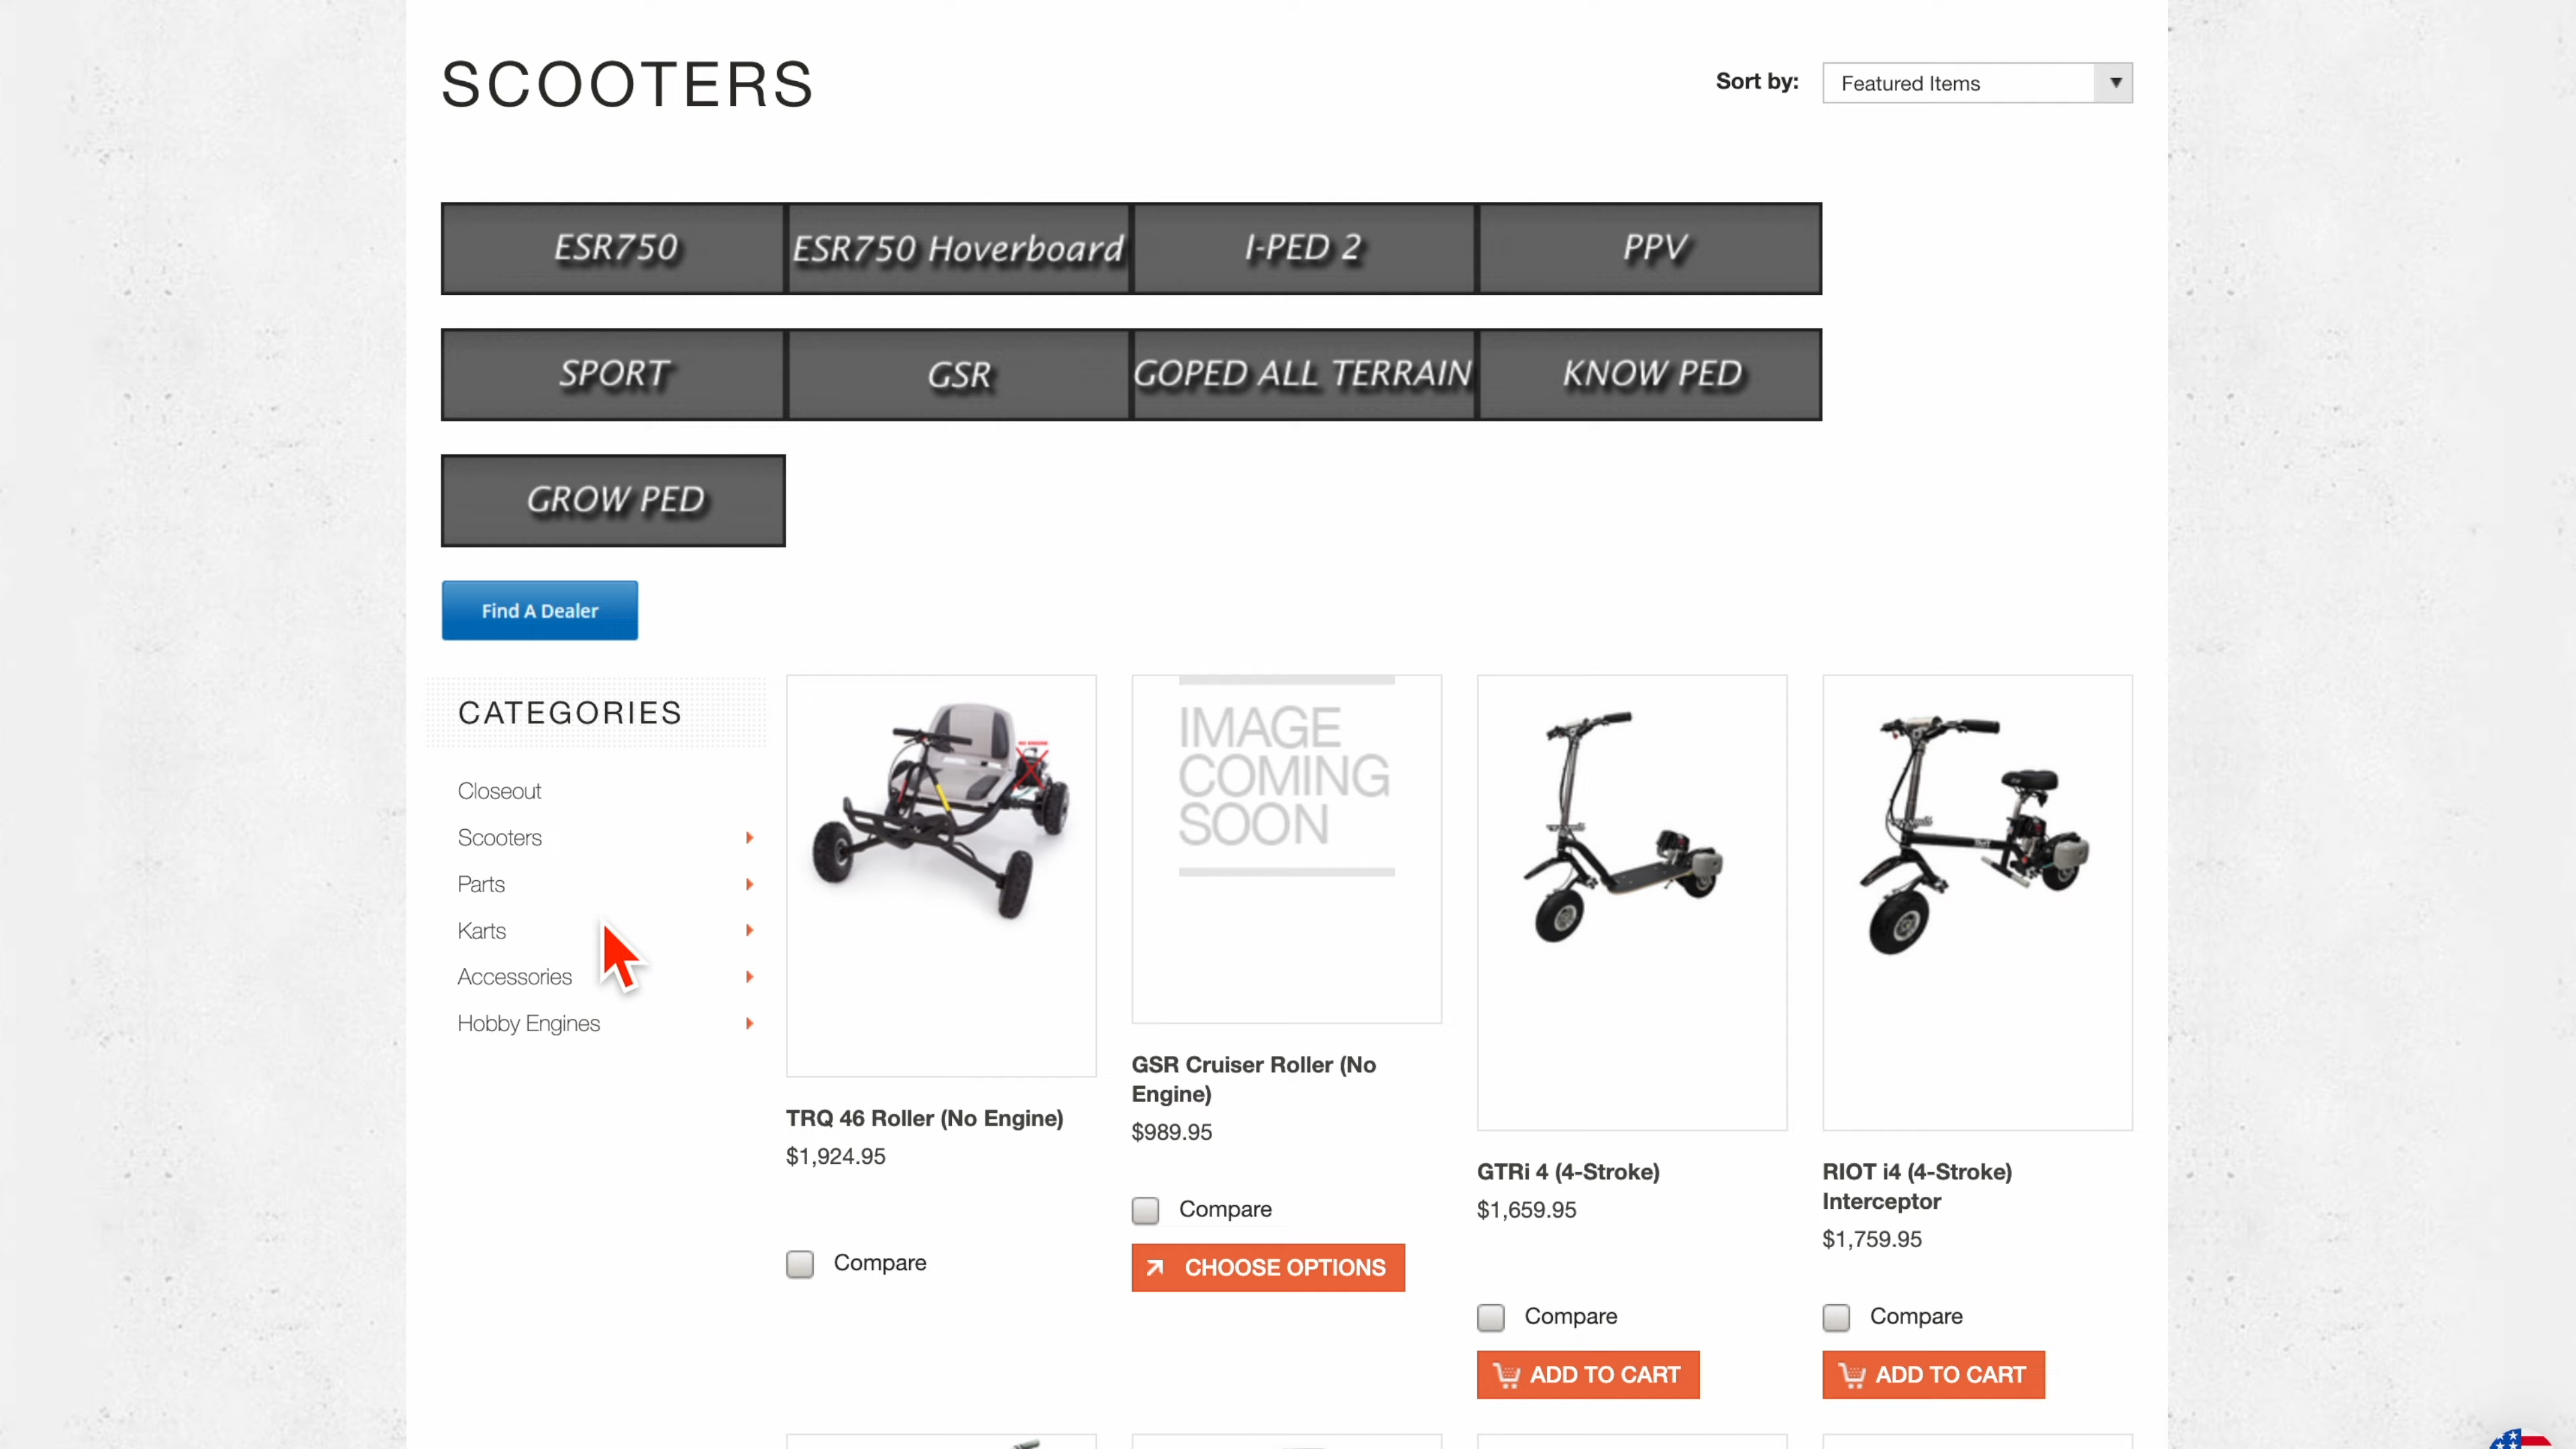 SCOOTERS
Sort by:
Featured Items
ESR750
ESR750 Hoverboard
I-PED 2
PPV
SPORT
GSR
GOPED ALL TERRAIN
KNOW PED
GROW PED
Find A Dealer
CATEGORIES
Closeout
Scooters
Parts
Karts
Accessories
Hobby Engines
NO ENGINE
TRQ 46 Roller (No Engine)
$1,924.95
Compare
IMAGE
COMING
SOON
GSR Cruiser Roller (No
Engine)
$989.95
Compare
CHOOSE OPTIONS
GTRi 4 (4-Stroke)
$1,659.95
Compare
ADD TO CART
RIOT i4 (4-Stroke)
Interceptor
$1,759.95
Compare
ADD TO CART